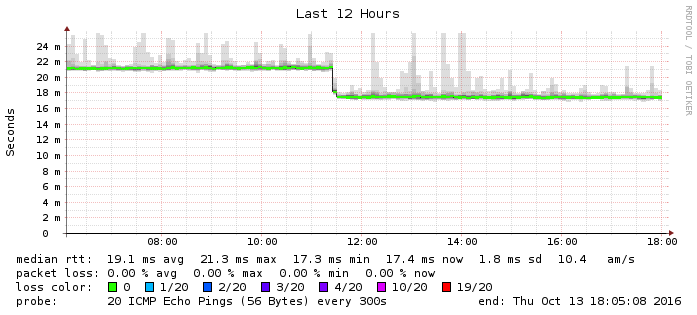 Last 12 Hours
RRDTOOL / TOBI OETIKER
Seconds
24 m
22 m
20 m
18 m
16 m
14 m
12 m
10 m
8 m
6 m
4 m
2 m
0
08:00 10:00 12:00 14:00 16:00 18:00
median rtt: 19.1 ms avg 21.3 ms max 17.3 ms min 17.4 ms now 1.8 ms sd 10.4 am/s
packet loss: 0.00 % avg 0.00 % max 0.00 % min 0.00 % now
loss color: 0 1/20 2/20 3/20 4/20 10/20 19/20
probe: 20 ICMP Echo Pings (56 Bytes) every 300s end: Thu Oct 13 18:05:08 2016